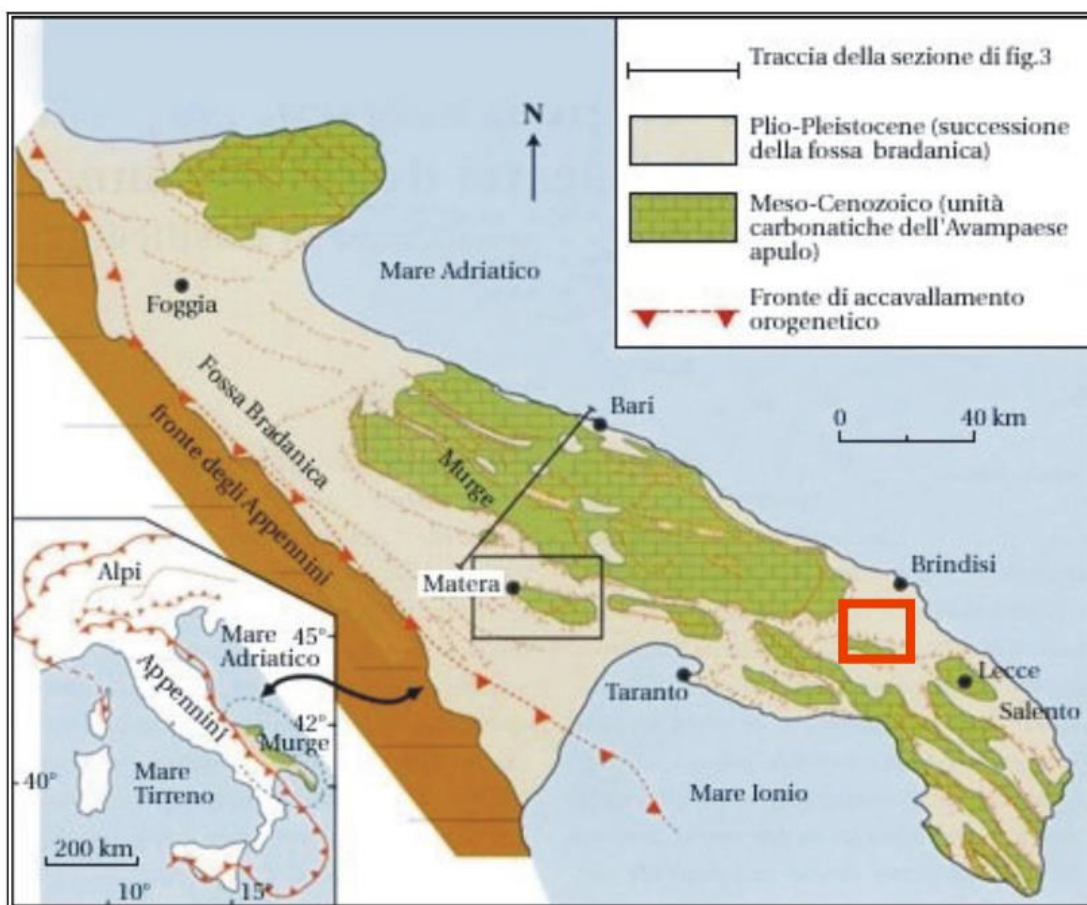 Traccia della sezione di fig.3
Plio-Pleistocene (successione
della fossa bradanica)
Meso-Cenozoico (unità
carbonatiche dell'Avampaese
apulo)
Fronte di accavallamento
orogenetico
N
Mare Adriatico
Foggia
Fossa Bradanica
fronte degli Appennini
Murge
Bari
0 40 km
Matera
Brindisi
Taranto
Lecce
Salento
Mare Ionio
Alpi
Mare
Adriatico
45°
Appennini
42°
Murge
40°
Mare
Tirreno
200 km
10° 15°